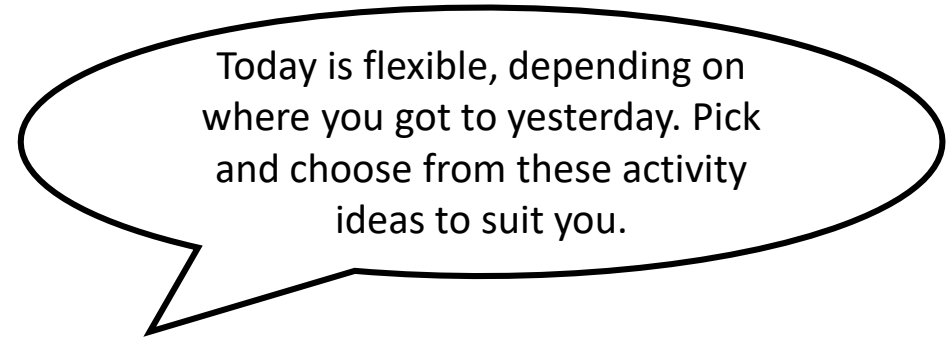 Today is flexible, depending on
where you got to yesterday. Pick
and choose from these activity
ideas to suit you.